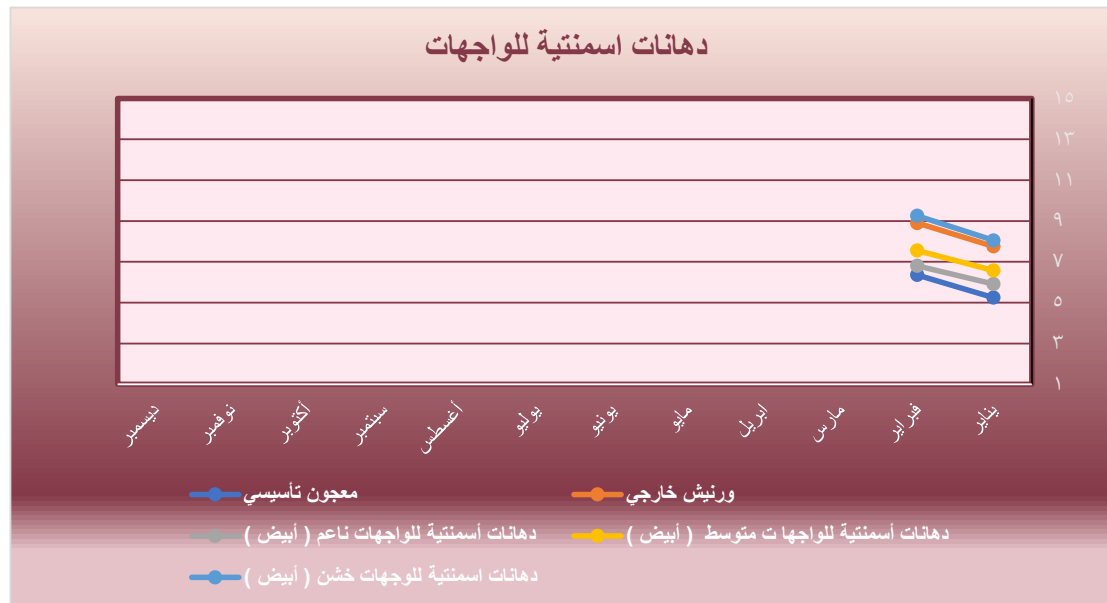 دهانات اسمنتية للواجهات
١٥
١٣
١١
٩
٧
٥
٣
١
يناير
فبراير
مارس
ابريل
مايو
يونيو
يوليو
أغسطس
سبتمبر
أكتوبر
نوفمبر
ديسمبر
ورنيش خارجي معجون تأسيسي
دهانات أسمنتية للواجها ت متوسط ( أبيض ) دهانات أسمنتية للواجهات ناعم ( أبيض )
دهانات اسمنتية للوجهات خشن ( أبيض )